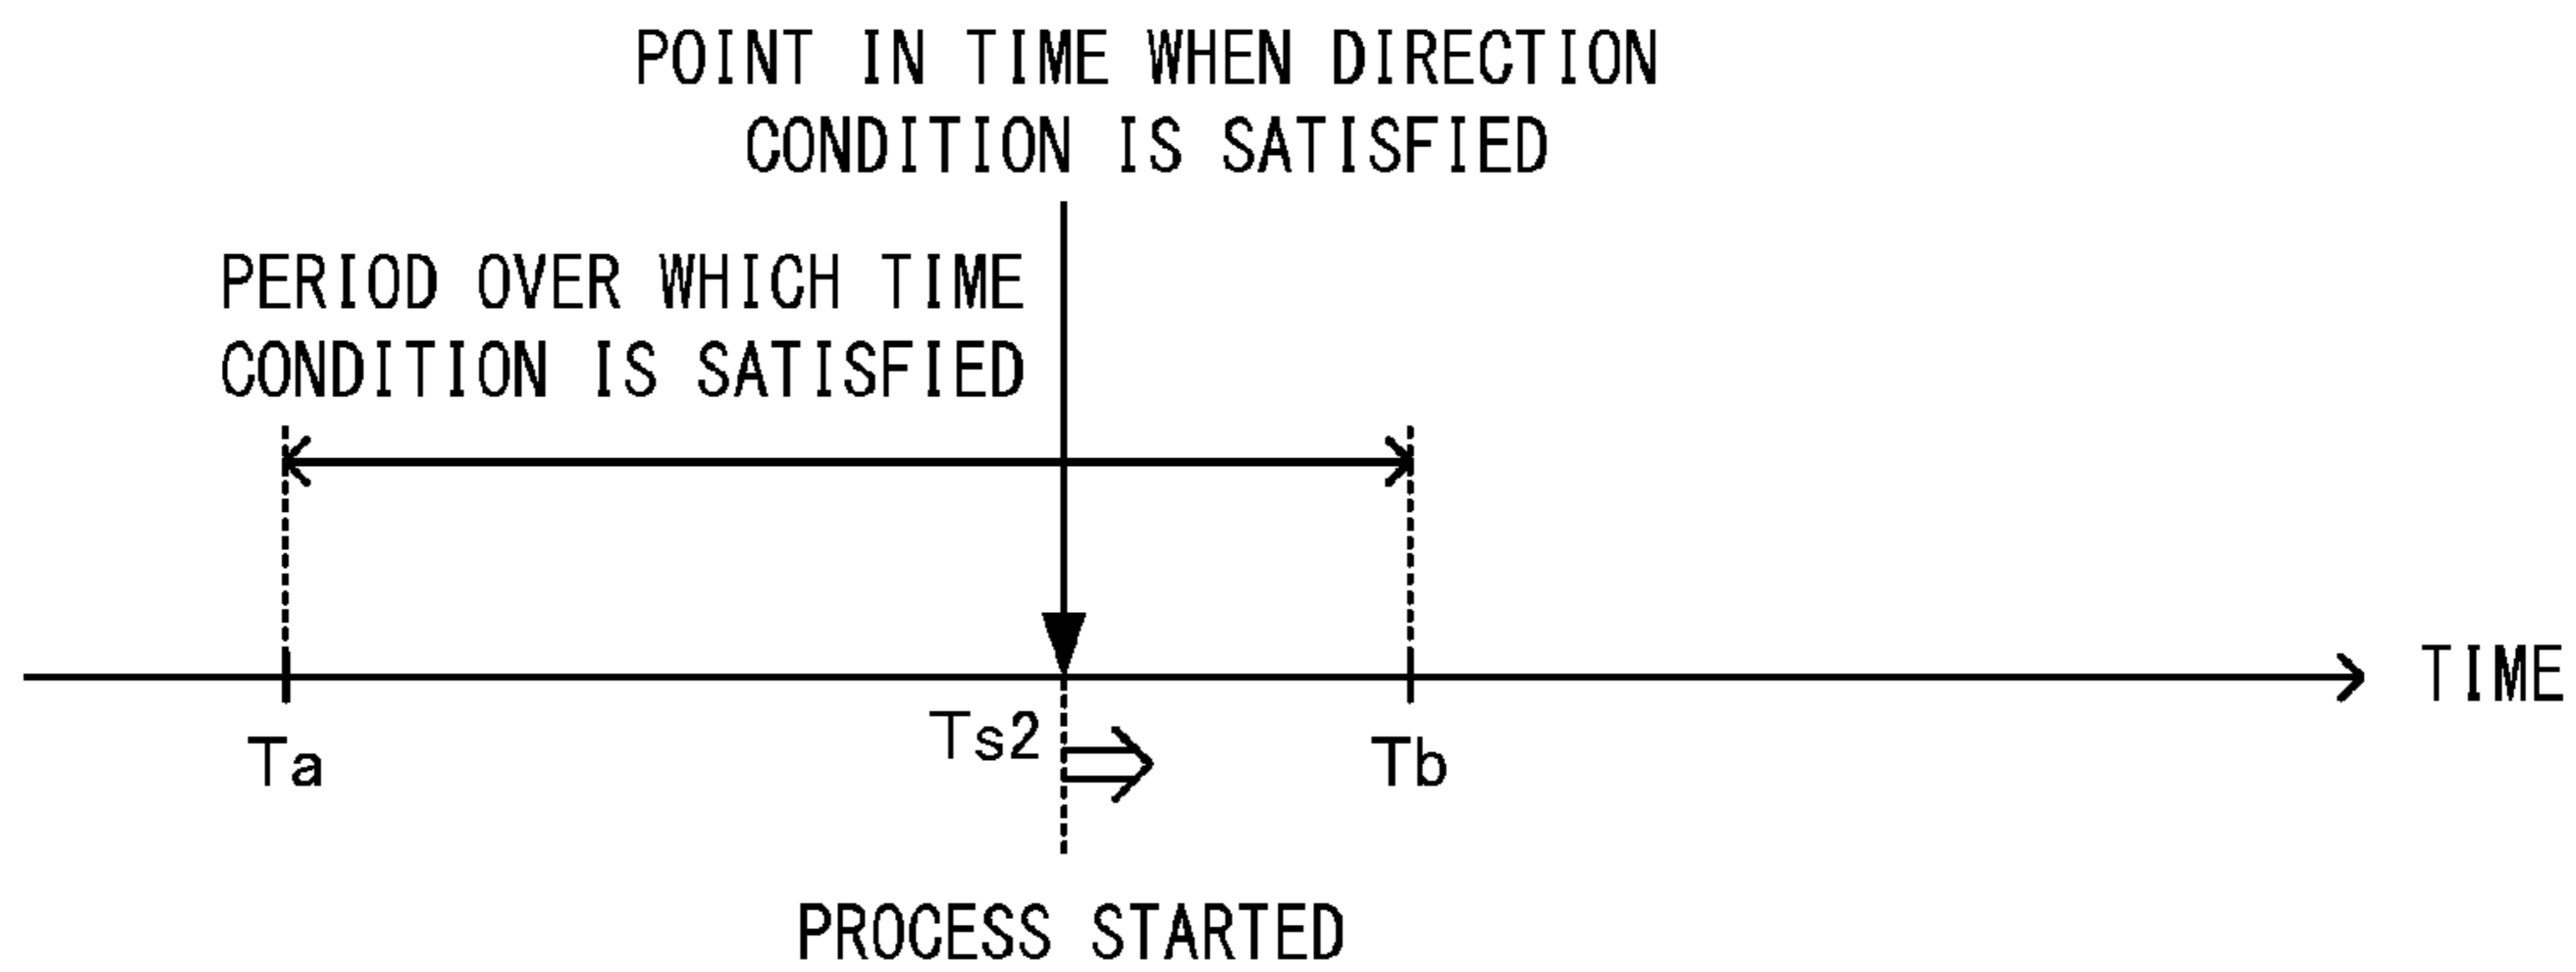 POINT IN TIME WHEN DIRECTION
CONDITION IS SATISFIED
PERIOD OVER WHICH TIME
CONDITION IS SATISFIED
TIME
Ta
Ts2
Tb
PROCESS STARTED